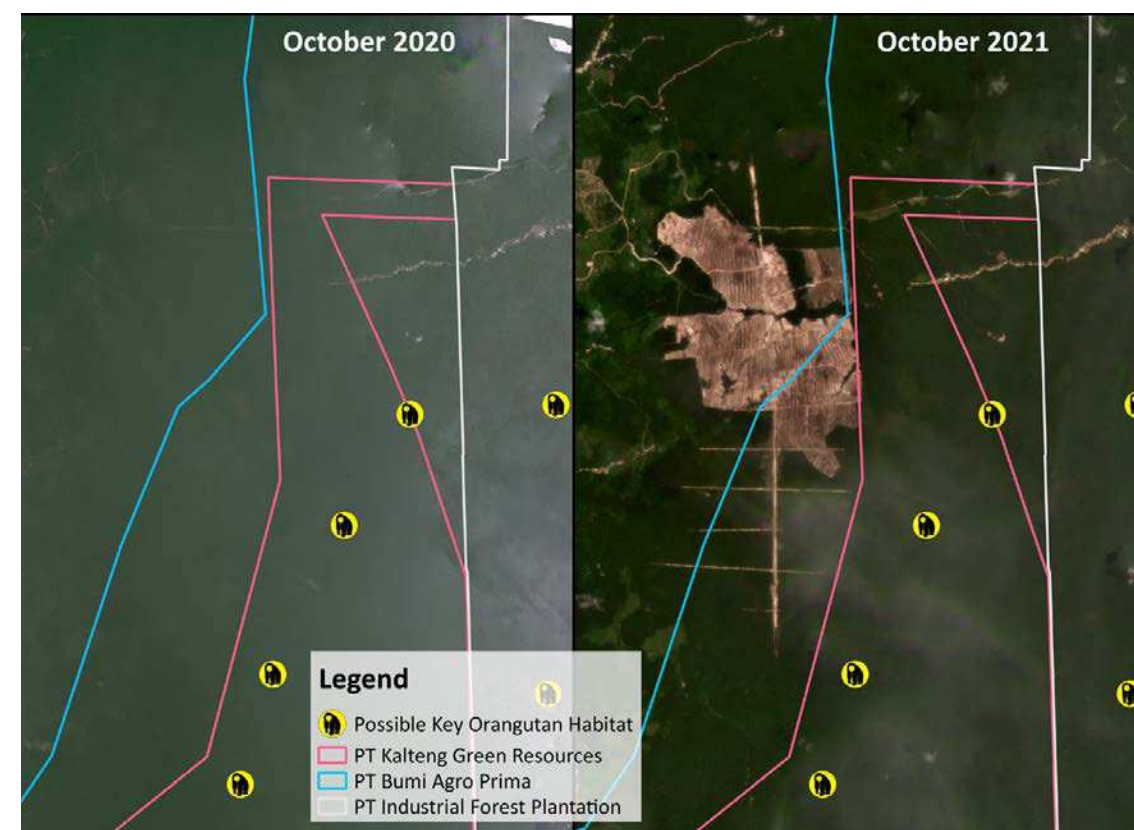 October 2020
October 2021
Legend
Possible Key Orangutan Habitat
PT Kalteng Green Resources
PT Bumi Agro Prima
PT Industrial Forest Plantation